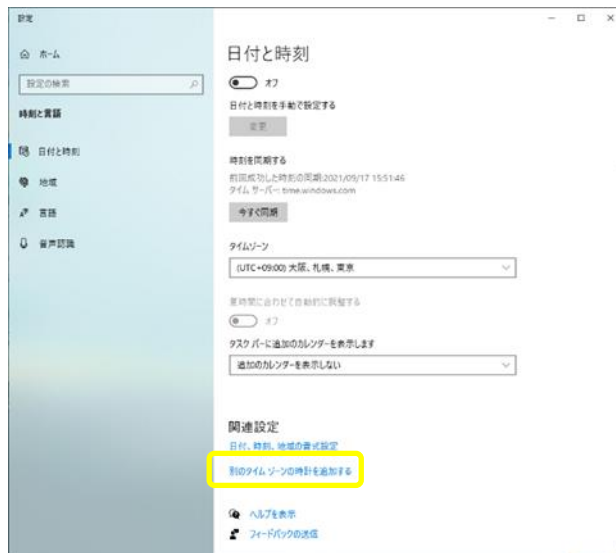 設定
ホーム
設定の検索
時刻と言語
日付と時刻
地域
言語
音声認識
日付と時刻
オフ
日付と時刻を手動で設定する
変更
時刻を同期する
前回成功した時刻の同期:2021/09/17 15:51:46
タイム サーバー: time.windows.com
今すぐ同期
タイムゾーン
(UTC+09:00) 大阪、札幌、東京
夏時間に合わせて自動的に調整する
オフ
タスク バーに追加のカレンダーを表示します
追加のカレンダーを表示しない
関連設定
日付、時刻、地域の書式設定
別のタイム ゾーンの時計を追加する
ヘルプを表示
フィードバックの送信